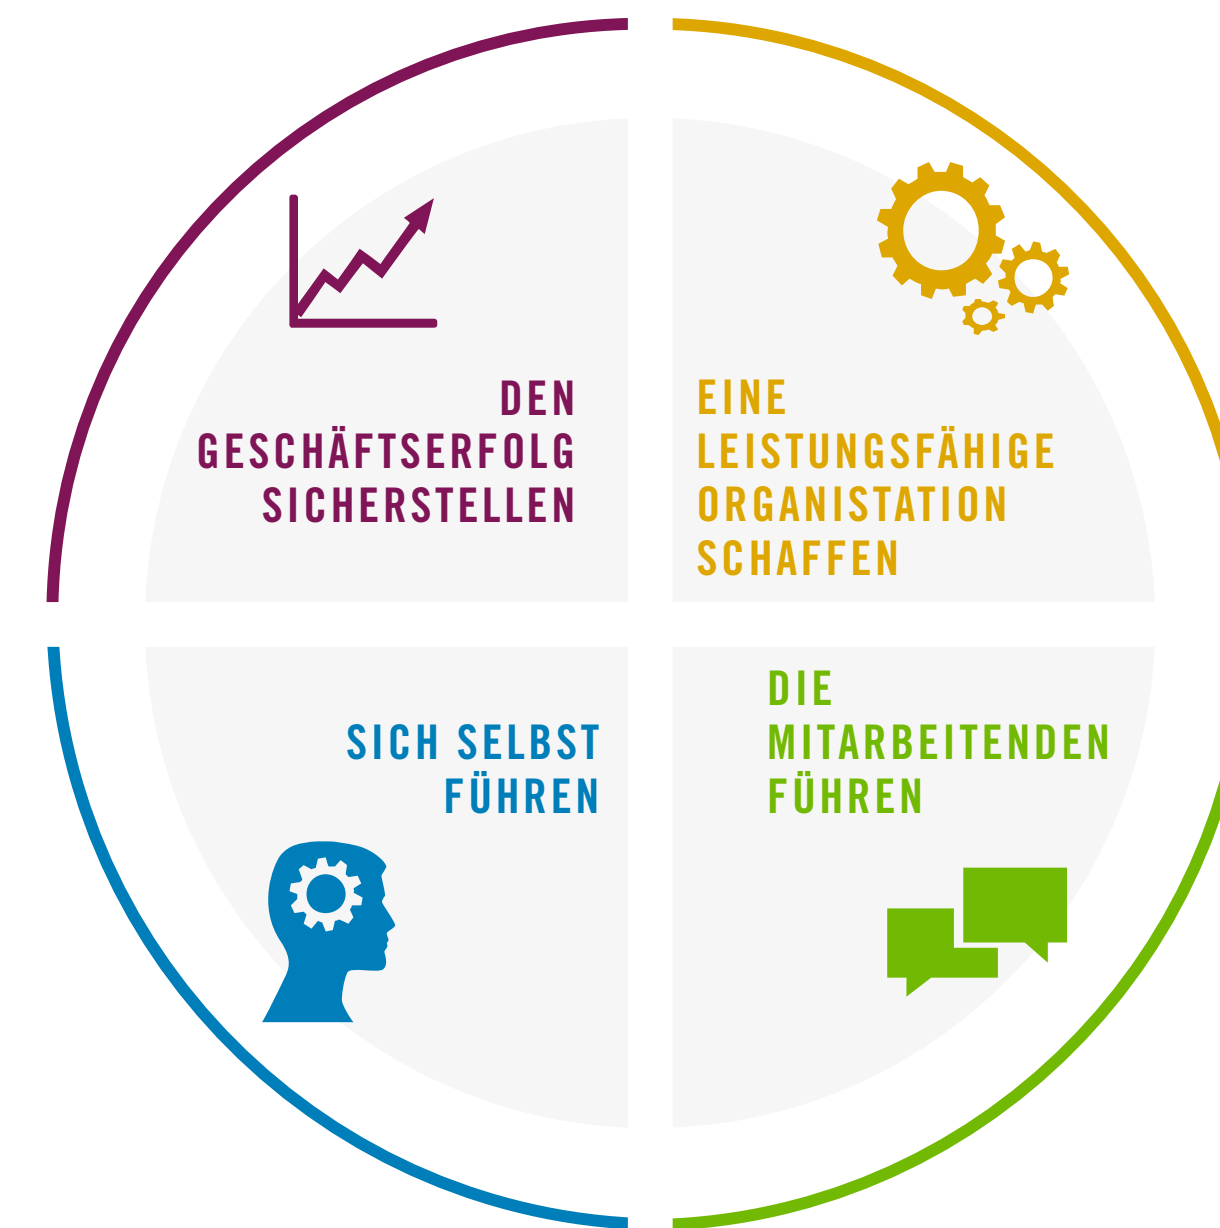 DEN
GESCHÄFTSERFOLG
SICHERSTELLEN
EINE
LEISTUNGSFÄHIGE
ORGANISTATION
SCHAFFEN
SICH SELBST
FÜHREN
DIE
MITARBEITENDEN
FÜHREN